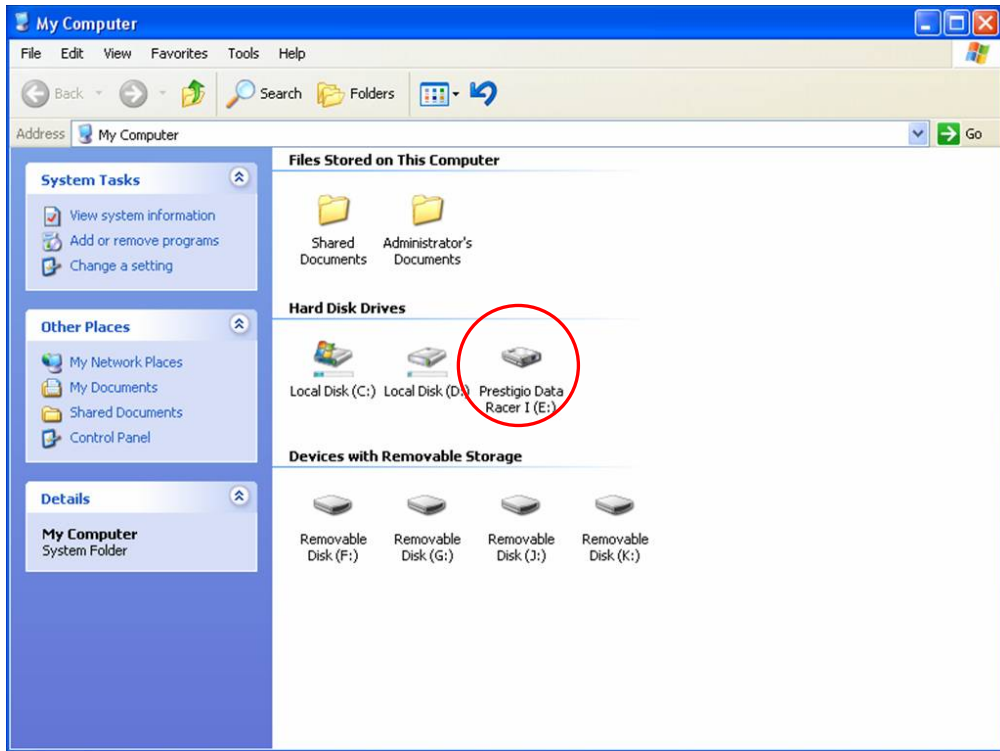 My Computer
File Edit View Favorites Tools Help
Back Search Folders
Address My Computer Go
System Tasks
View system information
Add or remove programs
Change a setting
Other Places
My Network Places
My Documents
Shared Documents
Control Panel
Details
My Computer
System Folder
Files Stored on This Computer
Shared Documents
Administrator's Documents
Hard Disk Drives
Local Disk (C:) Local Disk (D:) Prestigio Data
Racer I (E:)
Devices with Removable Storage
Removable Disk (F:)
Removable Disk (G:)
Removable Disk (J:)
Removable Disk (K:)